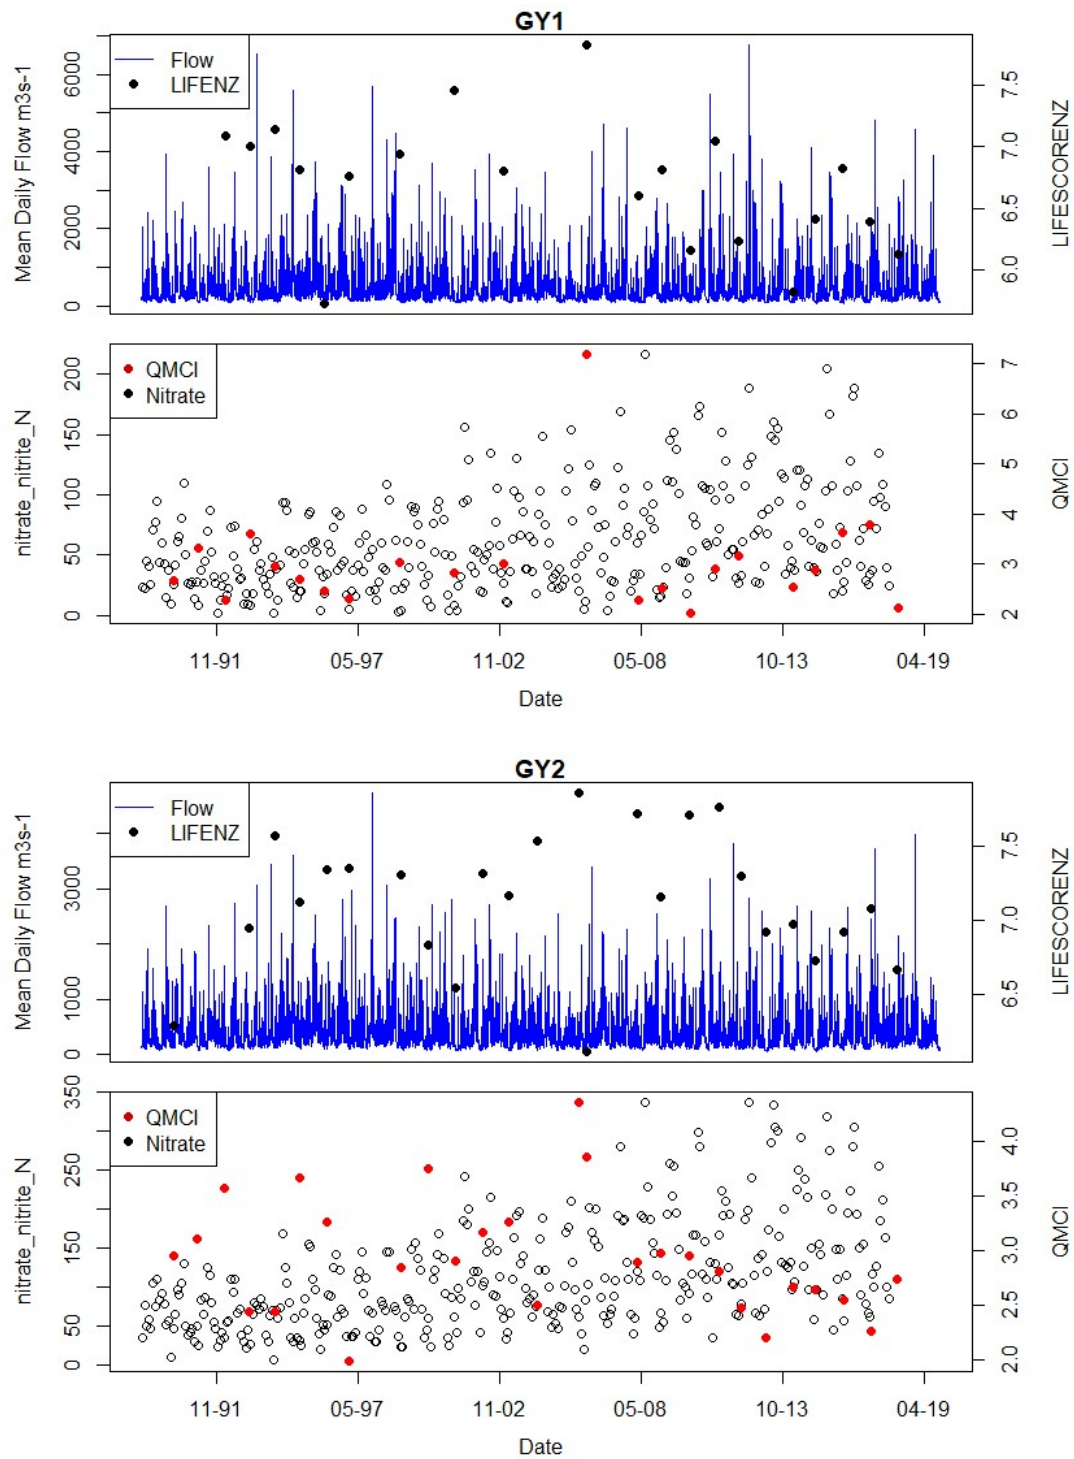 GY1
Flow
LIFENZ
Mean Daily Flow m3s-1
0
2000
4000
6000
6.0
6.5
7.0
7.5
LIFESCORENZ
QMCI
Nitrate
nitrate_nitrite_N
0
50
100
150
200
2
3
4
5
6
7
QMCI
11-91
05-97
11-02
05-08
10-13
04-19
Date
GY2
Flow
LIFENZ
Mean Daily Flow m3s-1
0
1000
3000
6.5
7.0
7.5
LIFESCORENZ
QMCI
Nitrate
nitrate_nitrite_N
0
50
150
250
350
2.0
2.5
3.0
3.5
4.0
QMCI
11-91
05-97
11-02
05-08
10-13
04-19
Date